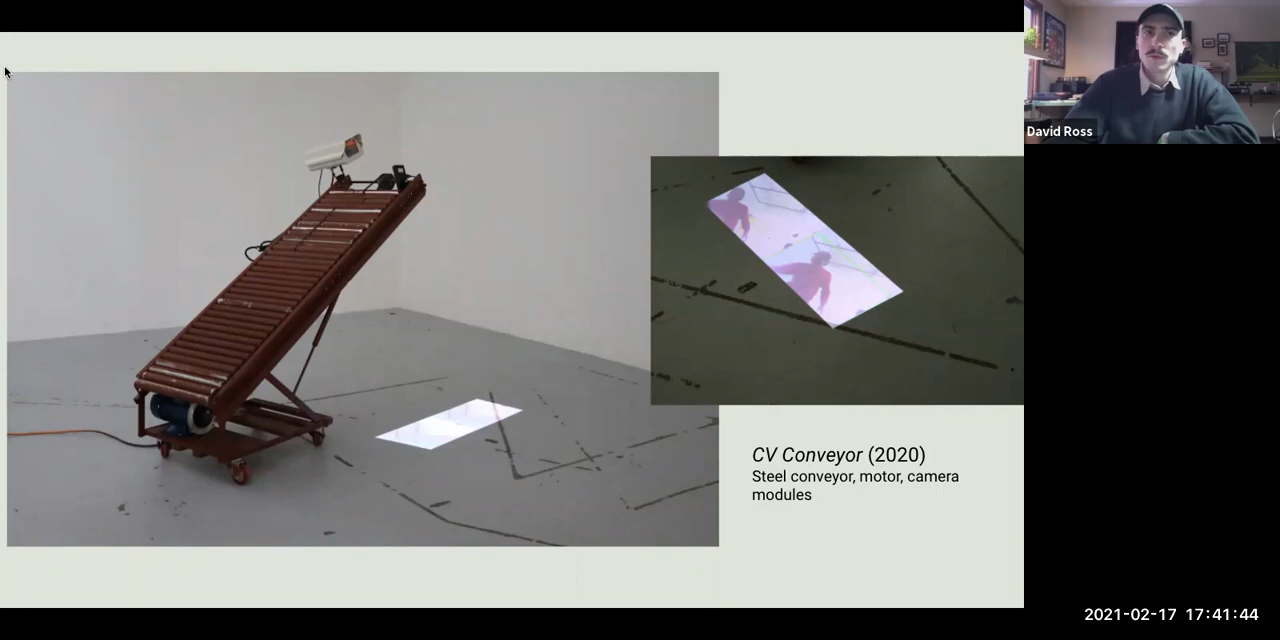 David Ross
CV Conveyor (2020)
Steel conveyor, motor, camera
modules
2021-02-17 17:41:44